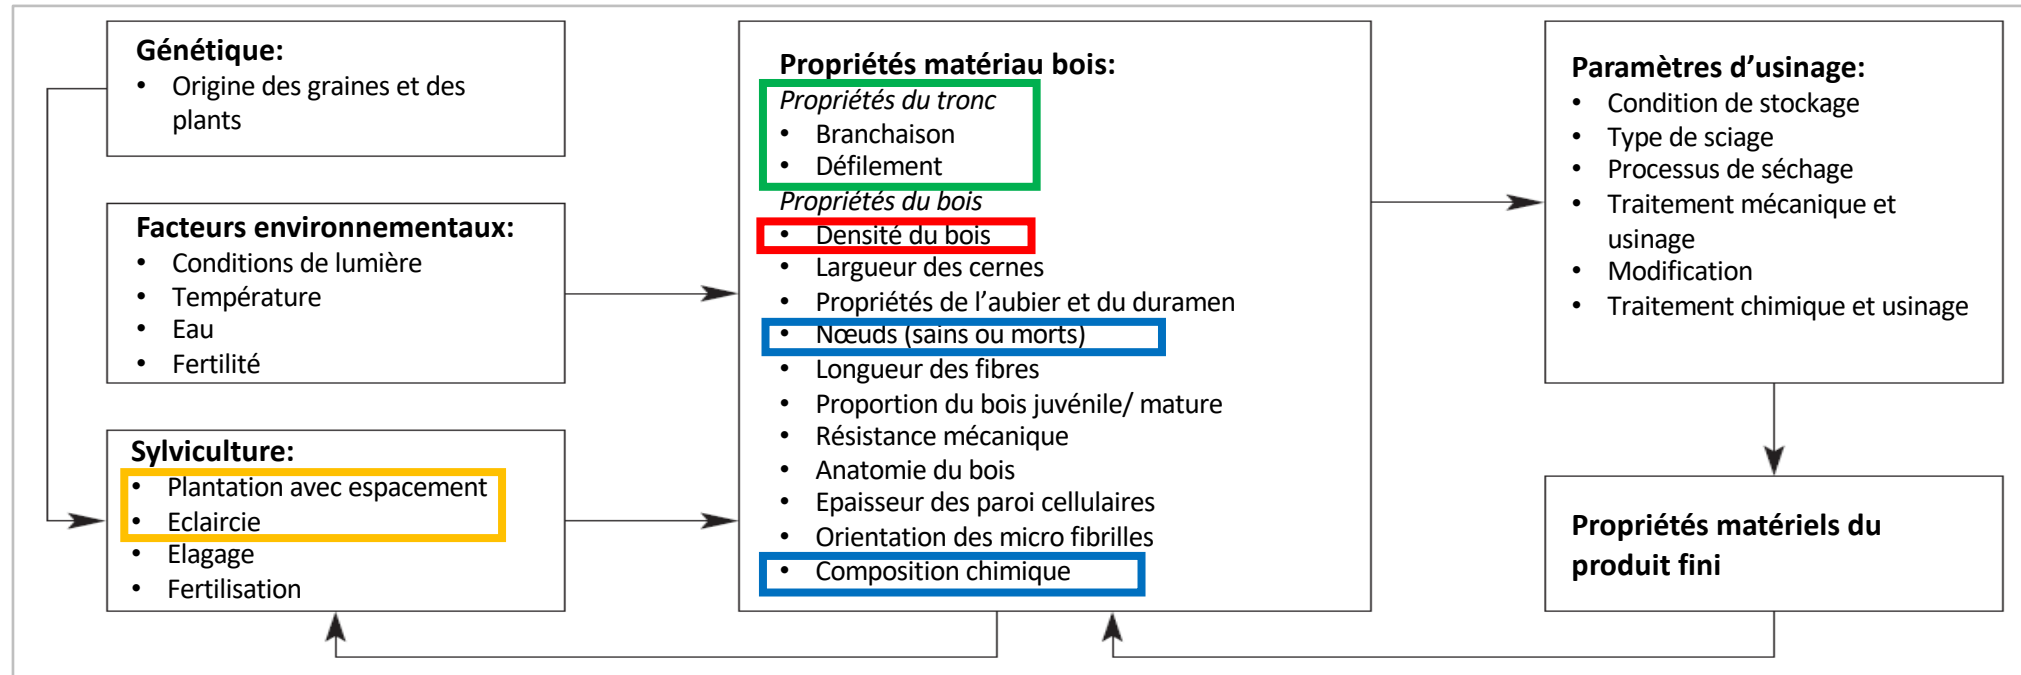 Génétique:
• Origine des graines et des
plants
Facteurs environnementaux:
• Conditions de lumière
• Température
• Eau
• Fertilité
Sylviculture:
• Plantation avec espacement
• Eclaircie
• Elagage
• Fertilisation
Propriétés matériau bois:
Propriétés du tronc
• Branchaison
• Défilement
Propriétés du bois
• Densité du bois
• Largueur des cernes
• Propriétés de l’aubier et du duramen
• Nœuds (sains ou morts)
• Longueur des fibres
• Proportion du bois juvénile/ mature
• Résistance mécanique
• Anatomie du bois
• Epaisseur des paroi cellulaires
• Orientation des micro fibrilles
• Composition chimique
Paramètres d’usinage:
• Condition de stockage
• Type de sciage
• Processus de séchage
• Traitement mécanique et
usinage
• Modification
• Traitement chimique et usinage
Propriétés matériels du
produit fini